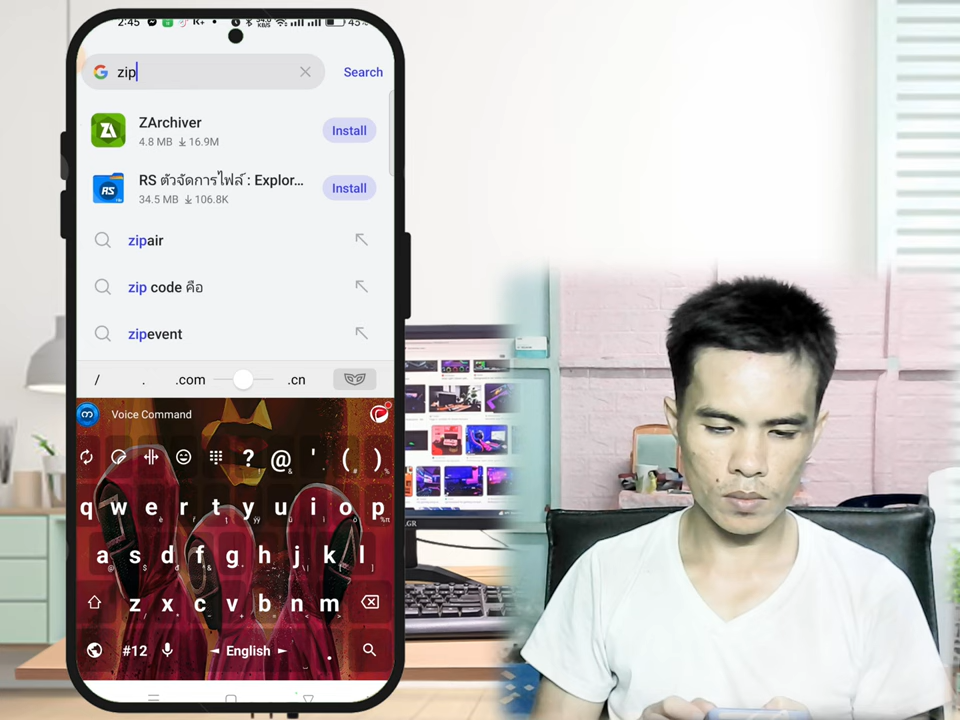 2:45 K+ 45%
zip Search
ZArchiver
4.8 MB 16.9M
Install
RS ตัวจัดการไฟล์ : Explor...
34.5 MB 106.8K
Install
zipair
zip code คือ
zipevent
/ . .com .cn
Voice Command
? @ ' ( )
q w e r t y u i o p
a s d f g h j k l
z x c v b n m
#12 English .